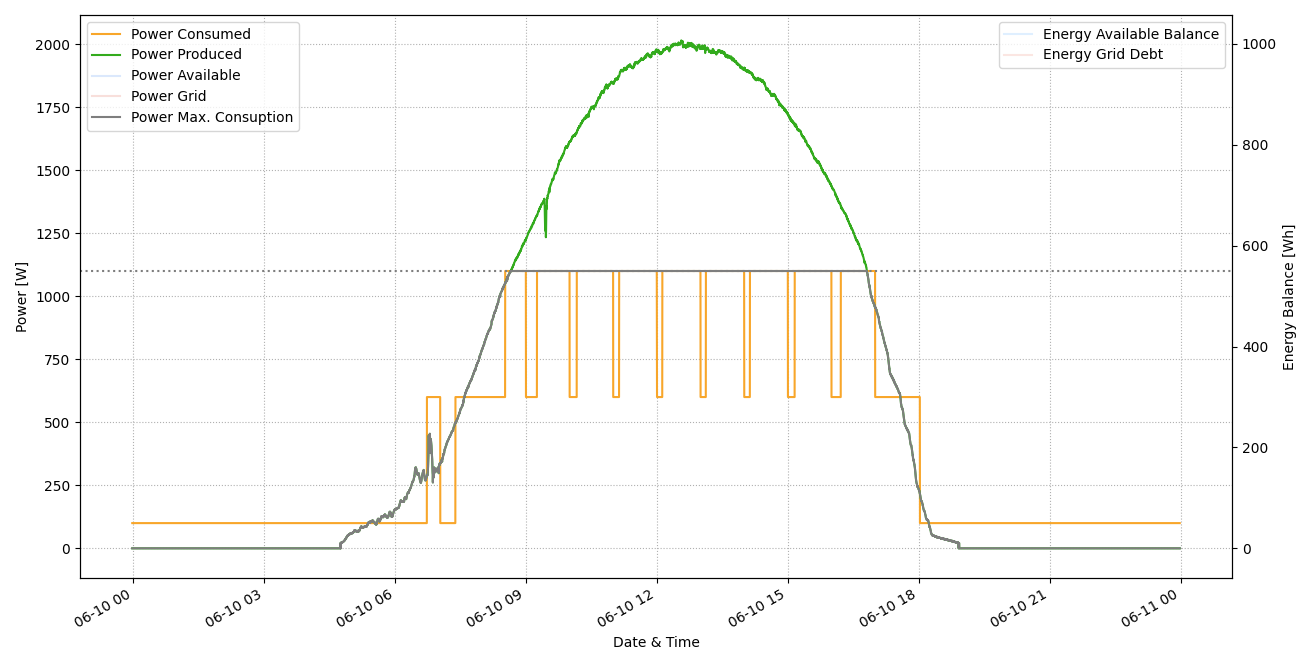 Power Consumed
Power Produced
Power Available
Power Grid
Power Max. Consuption
Energy Available Balance
Energy Grid Debt
Power [W]
2000
1750
1500
1250
1000
750
500
250
0
1000
800
600
400
200
0
Energy Balance [Wh]
06-10 00
06-10 03
06-10 06
06-10 09
06-10 12
06-10 15
06-10 18
06-10 21
06-11 00
Date & Time